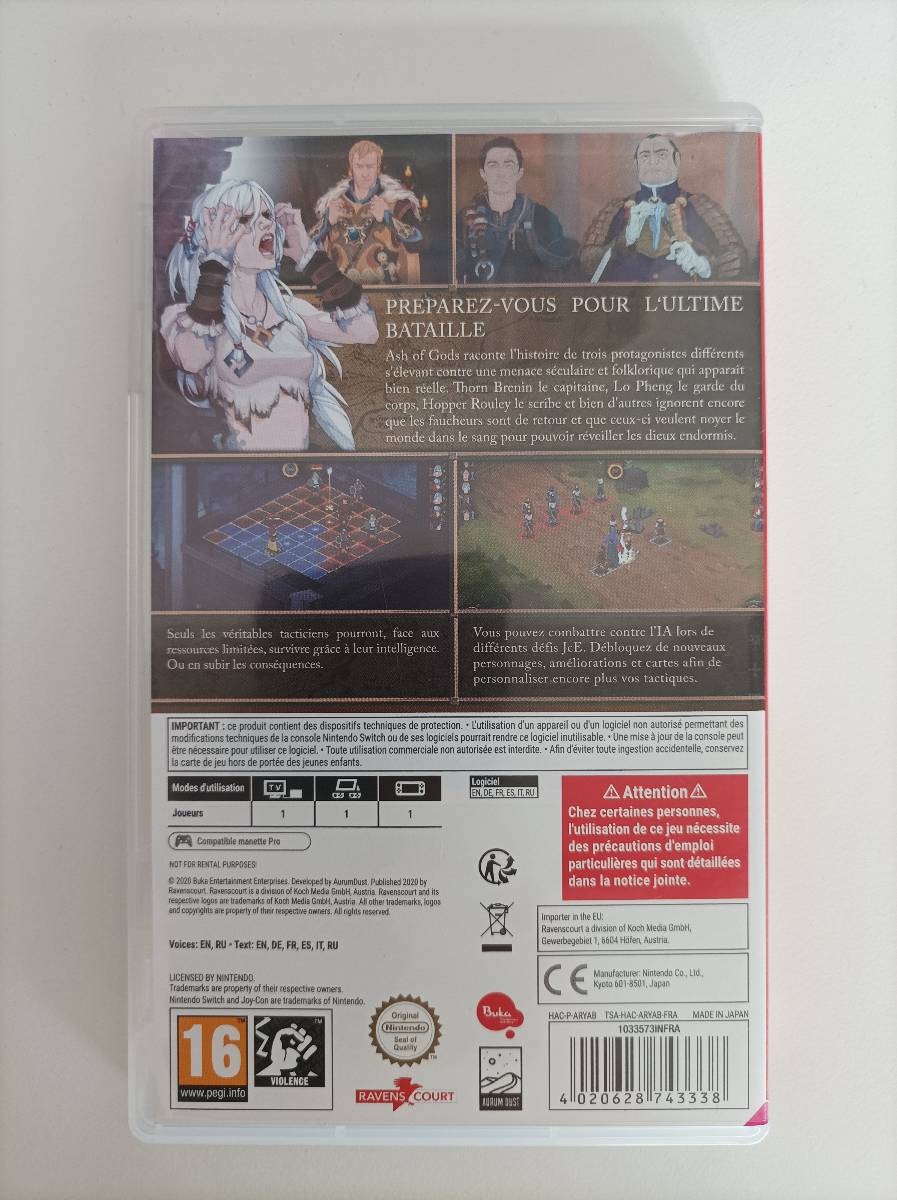 PREPAREZ-VOUS POUR L'ULTIME
BATAILLE
Ash of Gods raconte l'histoire de trois protagonistes différents
s'élevant contre une menace séculaire et folklorique qui apparait
bien réelle. Thorn Brenin le capitaine, Lo Pheng le garde du
corps, Hopper Rouley le scribe et bien d'autres ignorent encore
que les faucheurs sont de retour et que ceux-ci veulent noyer le
monde dans le sang pour pouvoir réveiller les dieux endormis.
Seuls les véritables tacticiens pourront, face aux
ressources limitées, survivre grâce à leur intelligence.
Ou en subir les conséquences.
Vous pouvez combattre contre l'IA lors de
différents défis JcE. Débloquez de nouveaux
personnages, améliorations et cartes afin de
personnaliser encore plus vos tactiques.
IMPORTANT : ce produit contient des dispositifs techniques de protection. • L'utilisation d'un appareil ou d'un logiciel non autorisé permettant des
modifications techniques de la console Nintendo Switch ou de ses logiciels pourrait rendre ce logiciel inutilisable. • Une mise à jour de la console peut
être nécessaire pour utiliser ce logiciel. • Toute utilisation commerciale non autorisée est interdite. • Afin d'éviter toute ingestion accidentelle, conservez
la carte de jeu hors de portée des jeunes enfants.
Modes d'utilisation TV
Joueurs 1 1 1
Compatible manette Pro
Logiciel
EN, DE, FR, ES, IT, RU
⚠ Attention ⚠
Chez certaines personnes,
l'utilisation de ce jeu nécessite
des précautions d'emploi
particulières qui sont détaillées
dans la notice jointe.
NOT FOR RENTAL PURPOSES!
© 2020 Buka Entertainment Enterprises. Developed by AurumDust. Published 2020 by
Ravenscourt. Ravenscourt is a division of Koch Media GmbH, Austria. Ravenscourt and its
respective logos are trademarks of Koch Media GmbH, Austria. All other trademarks, logos
and copyrights are property of their respective owners. All rights reserved.
Voices: EN, RU • Text: EN, DE, FR, ES, IT, RU
LICENSED BY NINTENDO.
Trademarks are property of their respective owners.
Nintendo Switch and Joy-Con are trademarks of Nintendo.
Importer in the EU:
Ravenscourt a division of Koch Media GmbH,
Gewerbegebiet 1, 6604 Höfen, Austria.
CE
Manufacturer: Nintendo Co., Ltd.,
Kyoto 601-8501, Japan
HAC-P-ARYAB TSA-HAC-ARYAB-FRA MADE IN JAPAN
1033573INFRA
4 020628 743338
16
www.pegi.info
VIOLENCE
Original
Nintendo
Seal of
Quality
RAVENSCOURT
Buka
AURUM DUST